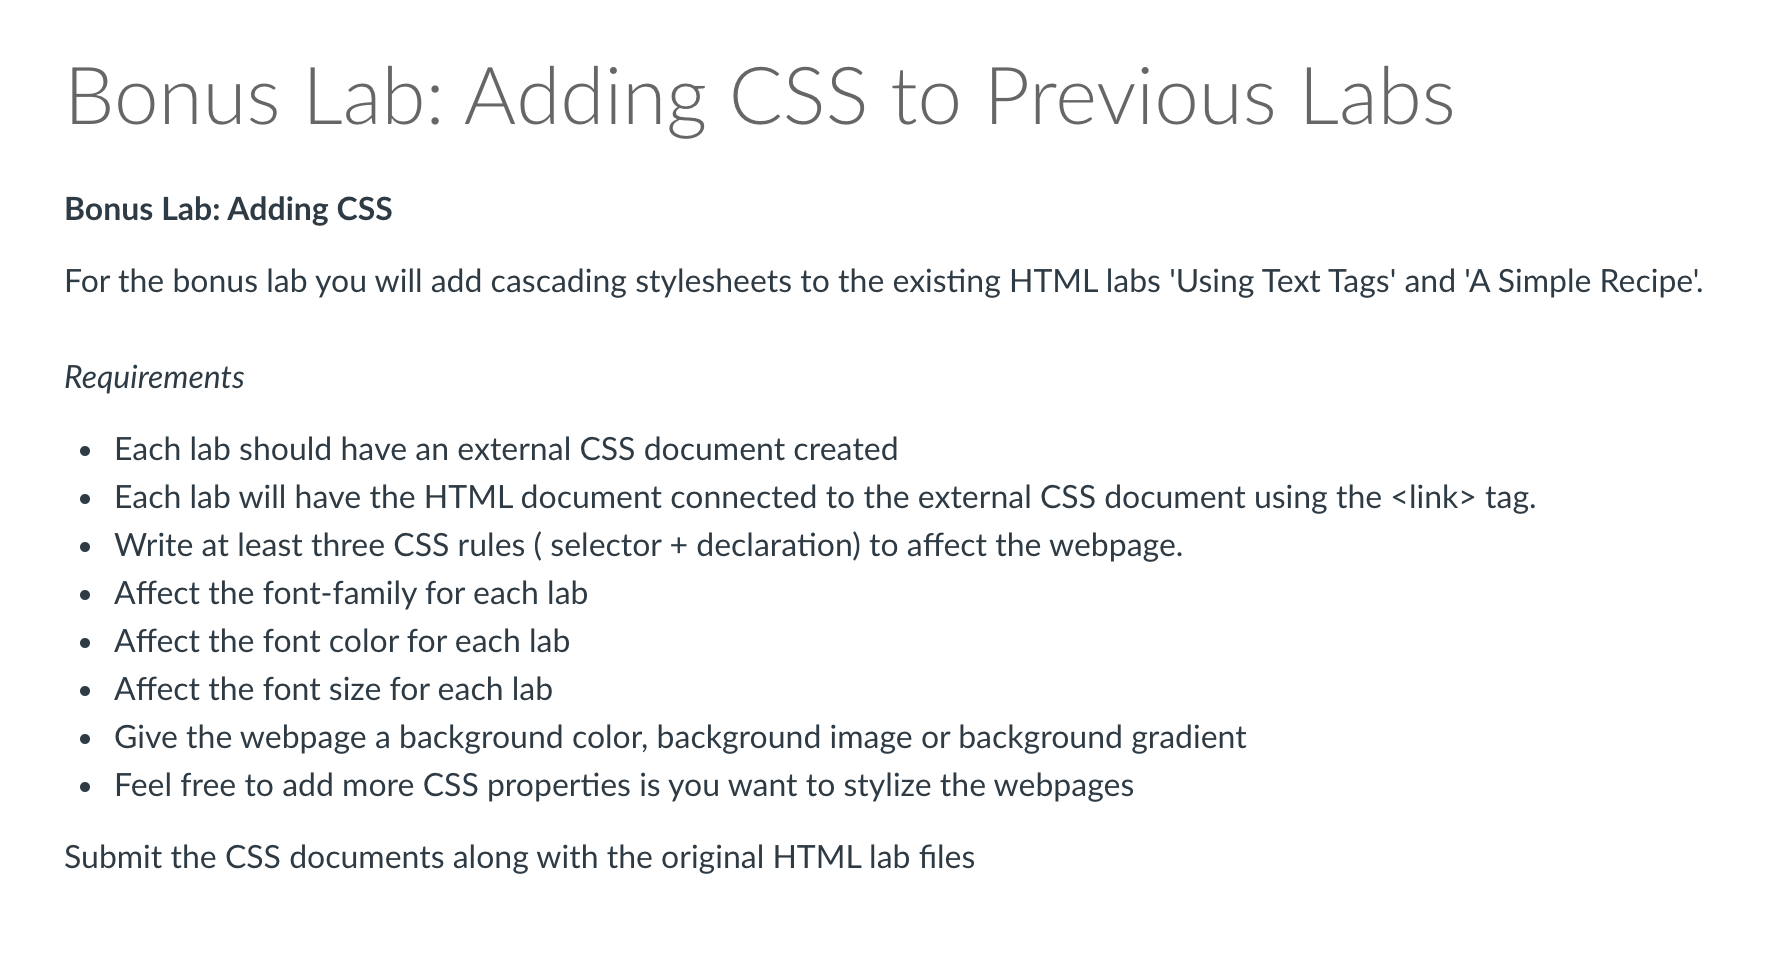 Bonus Lab: Adding CSS to Previous Labs
Bonus Lab: Adding CSS
For the bonus lab you will add cascading stylesheets to the existing HTML labs 'Using Text Tags' and 'A Simple Recipe'.
Requirements
• Each lab should have an external CSS document created
• Each lab will have the HTML document connected to the external CSS document using the <link> tag.
• Write at least three CSS rules ( selector + declaration) to affect the webpage.
• Affect the font-family for each lab
• Affect the font color for each lab
• Affect the font size for each lab
• Give the webpage a background color, background image or background gradient
• Feel free to add more CSS properties is you want to stylize the webpages
Submit the CSS documents along with the original HTML lab files